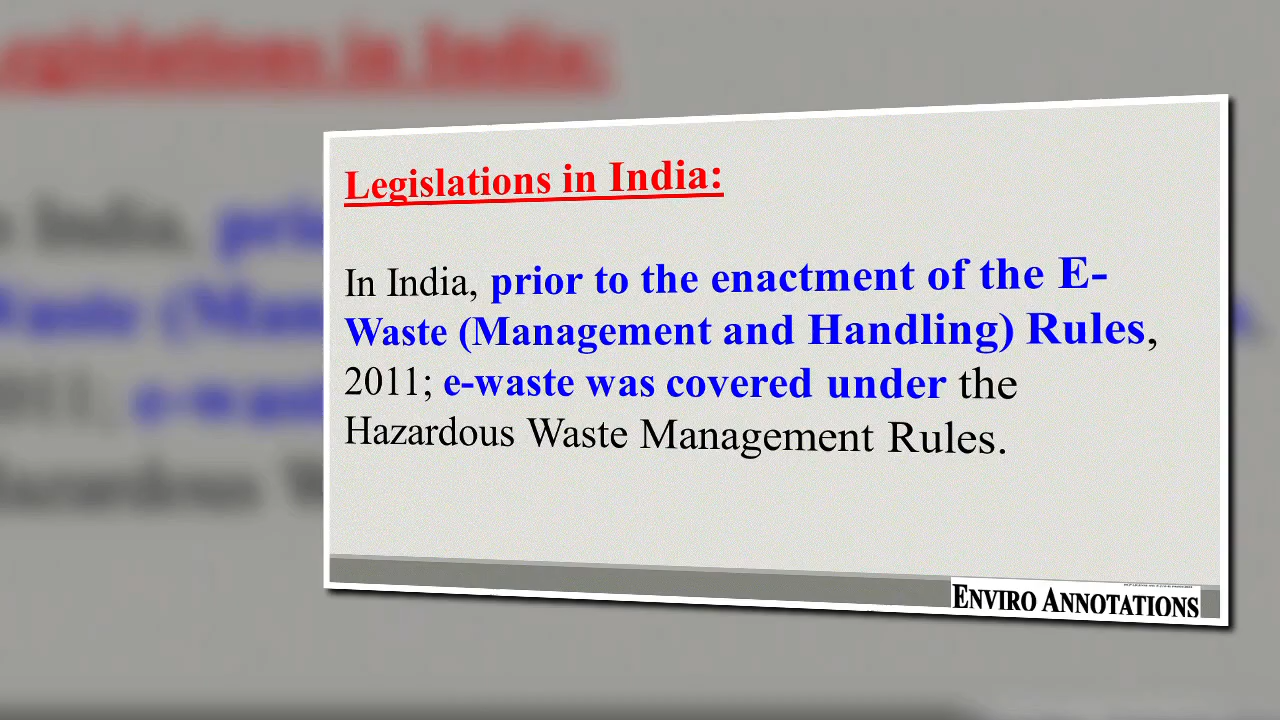 Legislations in India:
In India, prior to the enactment of the E-
Waste (Management and Handling) Rules,
2011; e-waste was covered under the
Hazardous Waste Management Rules.
ENVIRO ANNOTATIONS